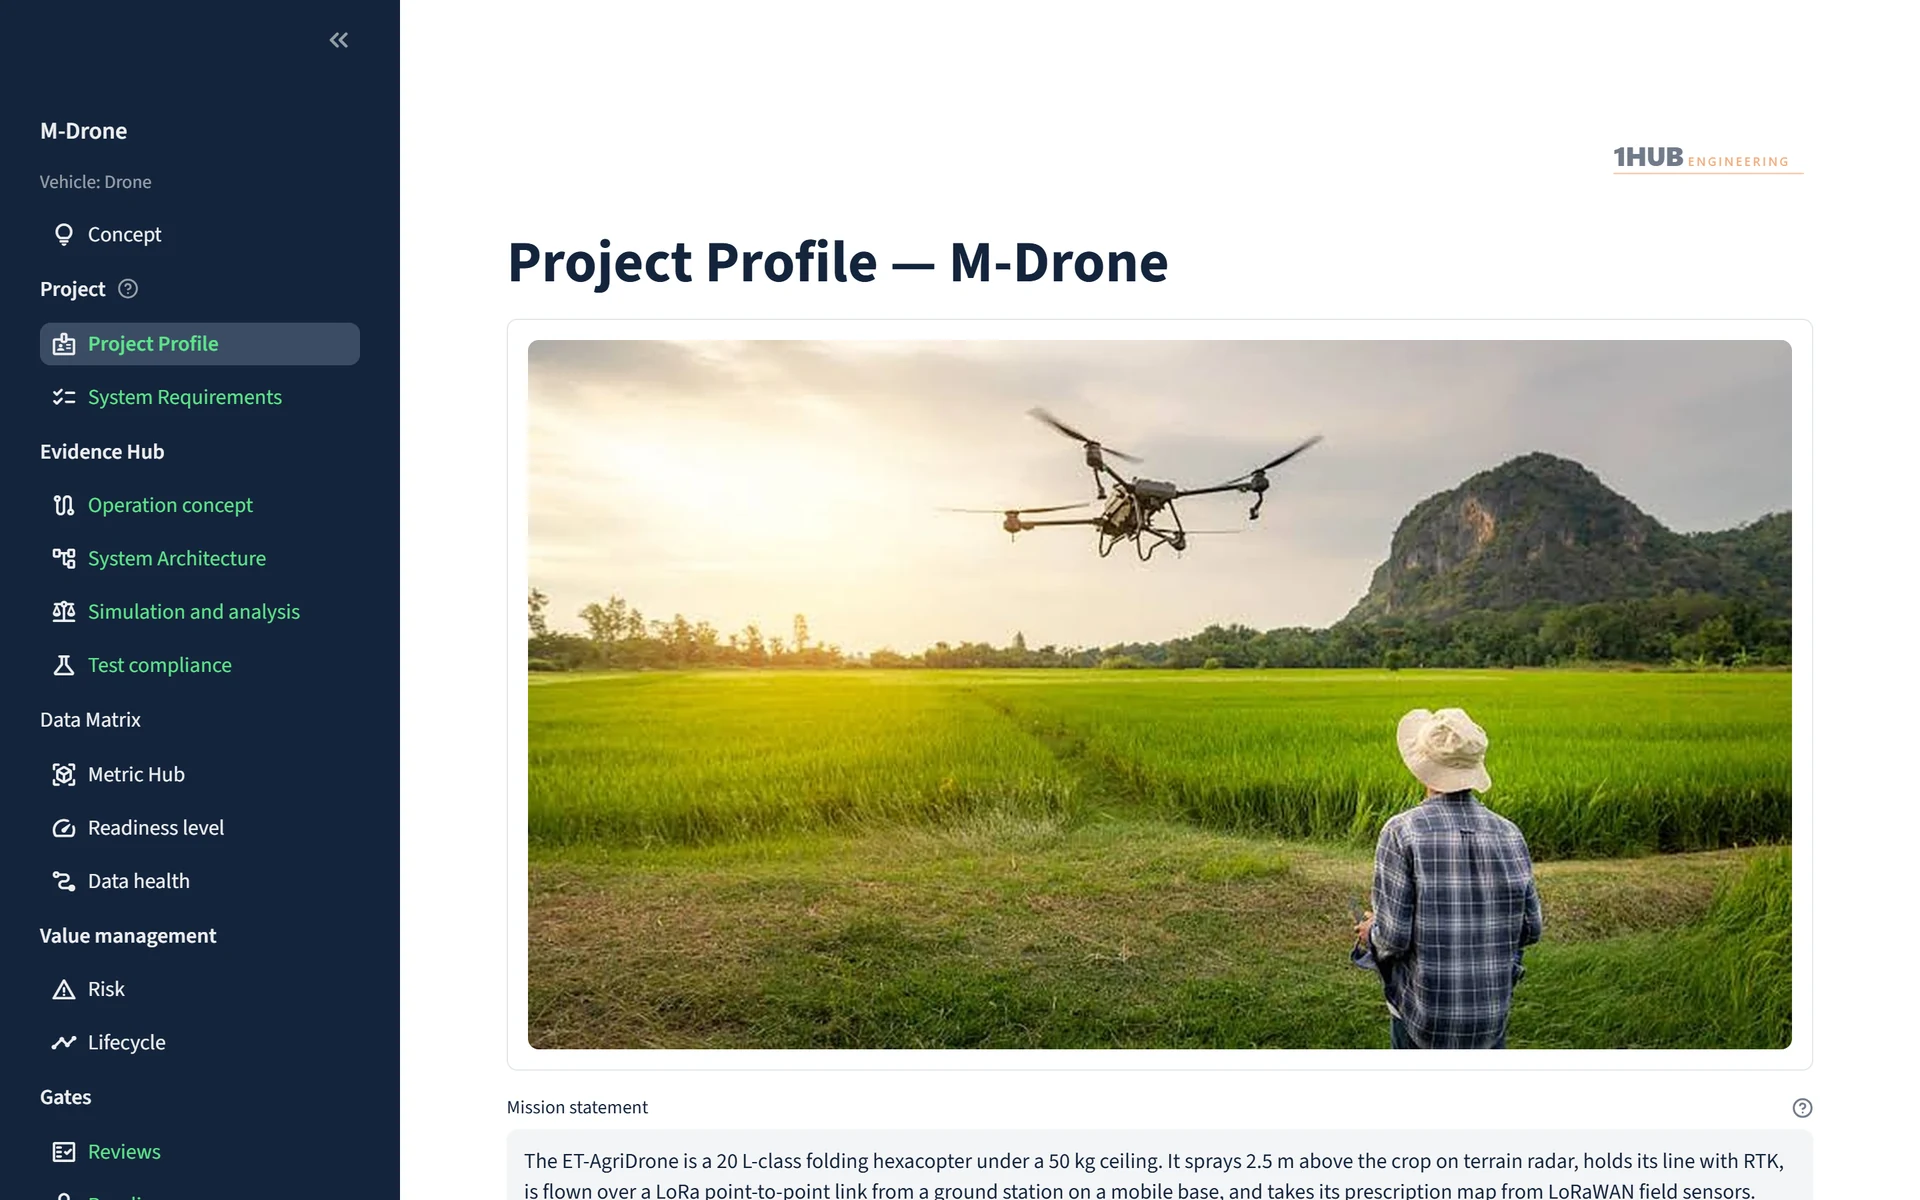 M-Drone
Vehicle: Drone
Concept
Project
Project Profile
System Requirements
Evidence Hub
Operation concept
System Architecture
Simulation and analysis
Test compliance
Data Matrix
Metric Hub
Readiness level
Data health
Value management
Risk
Lifecycle
Gates
Reviews
1HUB ENGINEERING
Project Profile — M-Drone
Mission statement
The ET-AgriDrone is a 20 L-class folding hexacopter under a 50 kg ceiling. It sprays 2.5 m above the crop on terrain radar, holds its line with RTK,
is flown over a LoRa point-to-point link from a ground station on a mobile base, and takes its prescription map from LoRaWAN field sensors.